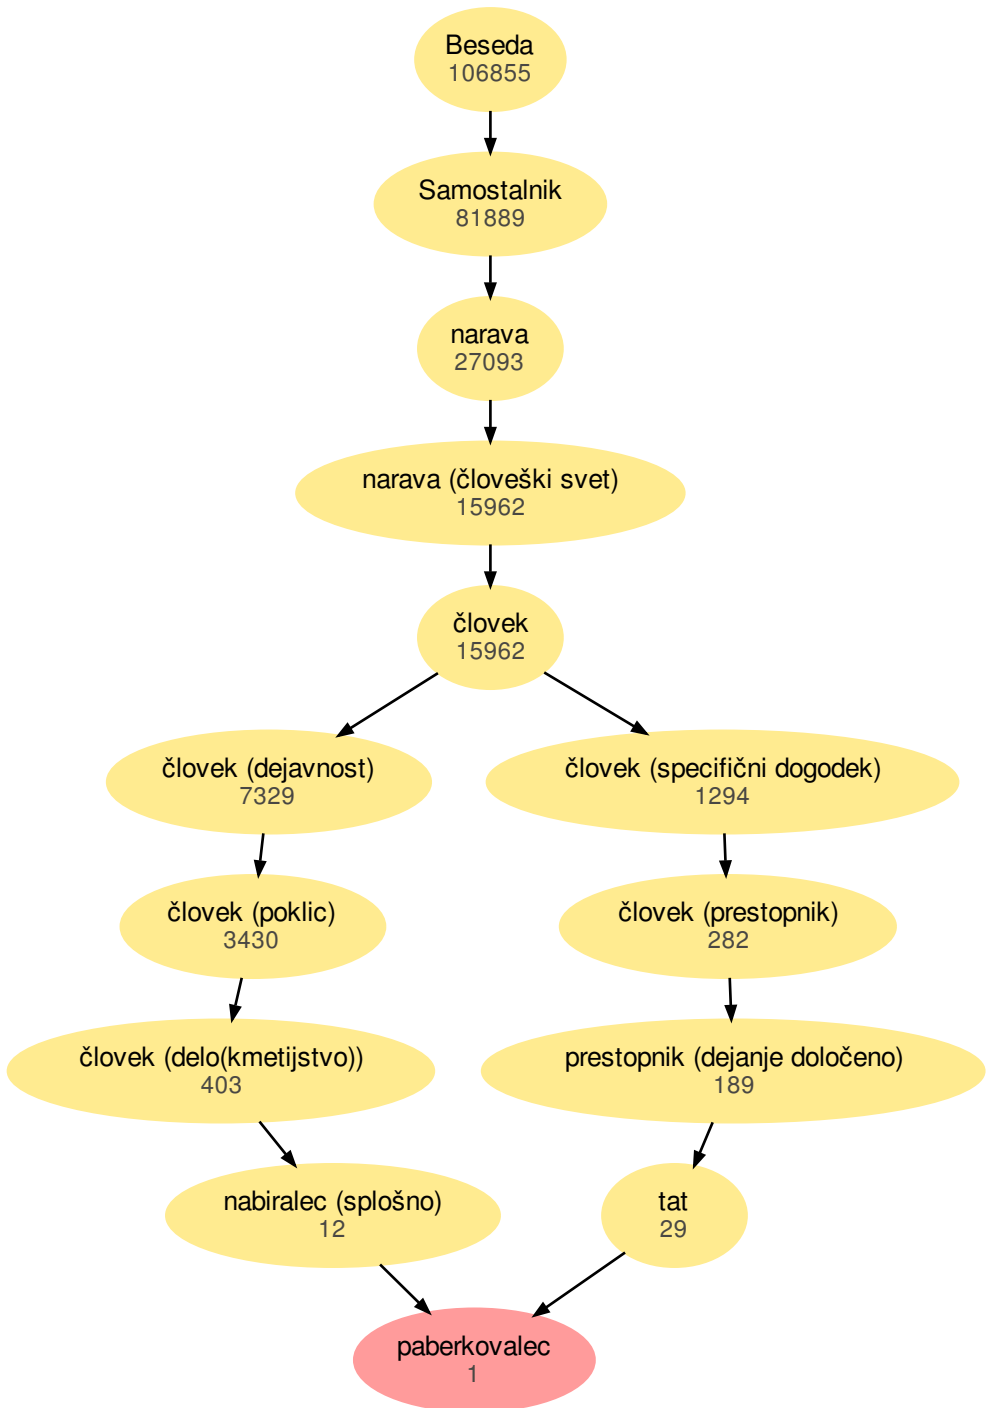 Beseda
106855
Samostalnik
81889
narava
27093
narava (človeški svet)
15962
človek
15962
človek (dejavnost)
7329
človek (specifični dogodek)
1294
človek (poklic)
3430
človek (prestopnik)
282
človek (delo(kmetijstvo))
403
prestopnik (dejanje določeno)
189
nabiralec (splošno)
12
tat
29
paberkovalec
1